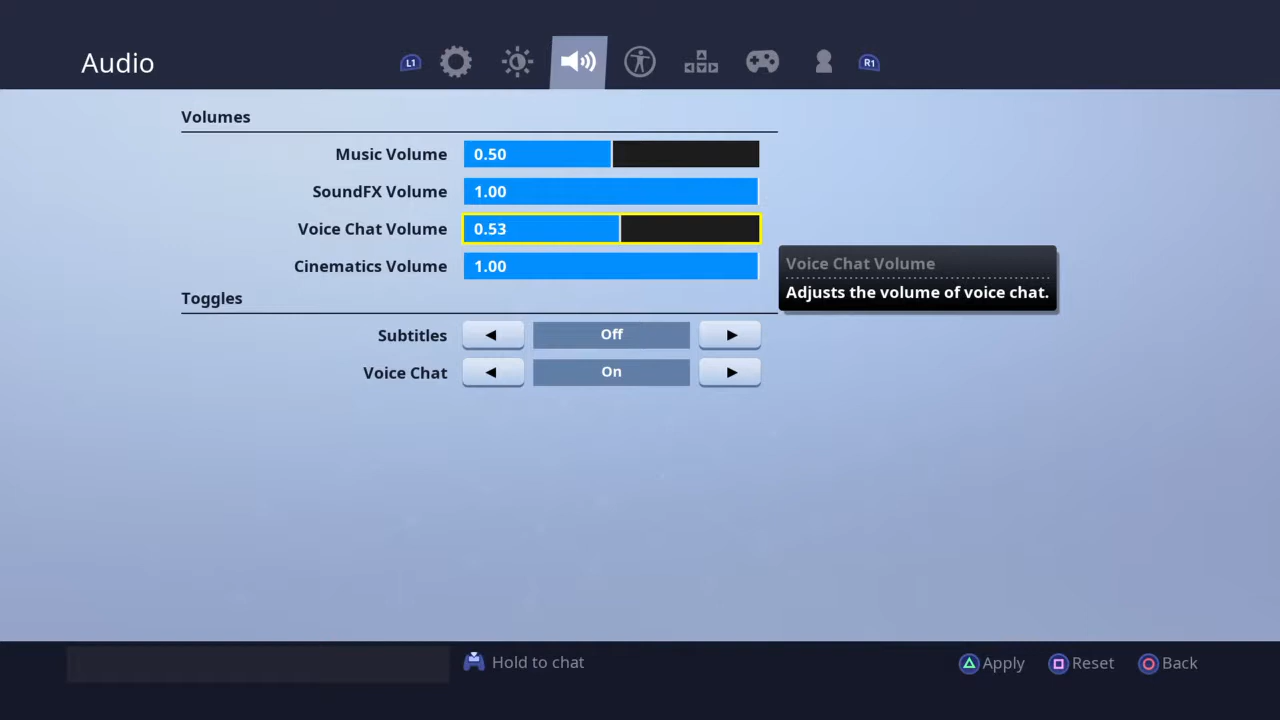 Audio
L1
R1
Volumes
Music Volume 0.50
SoundFX Volume 1.00
Voice Chat Volume 0.53
Cinematics Volume 1.00
Voice Chat Volume
Adjusts the volume of voice chat.
Toggles
Subtitles Off
Voice Chat On
Hold to chat
Apply Reset Back